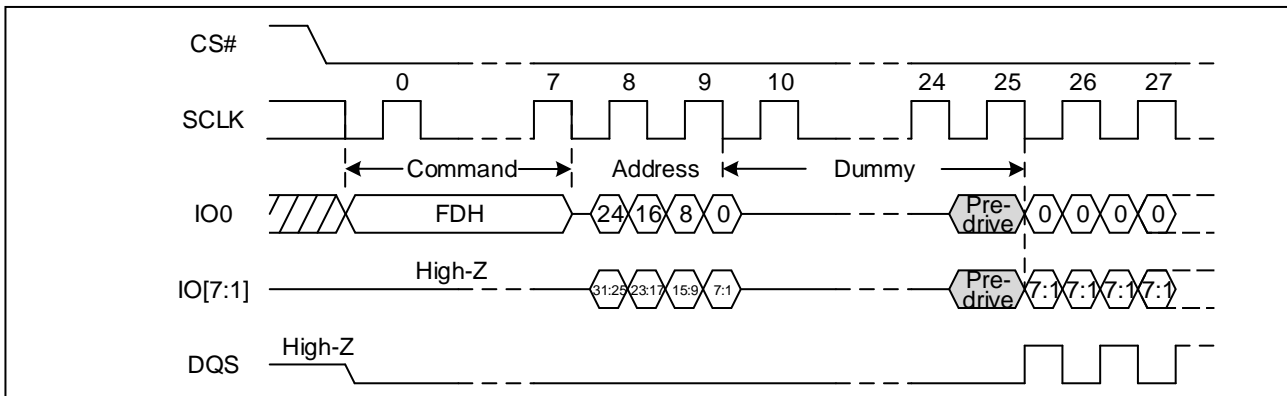 CS#
0 7 8 9 10 24 25 26 27
SCLK
Command Address Dummy
IO0 FDH 24 16 8 0 Pre-drive 0 0 0 0
High-Z
IO[7:1] 31:25 23:17 15:9 7:1 Pre-drive 7:1 7:1 7:1 7:1
High-Z
DQS